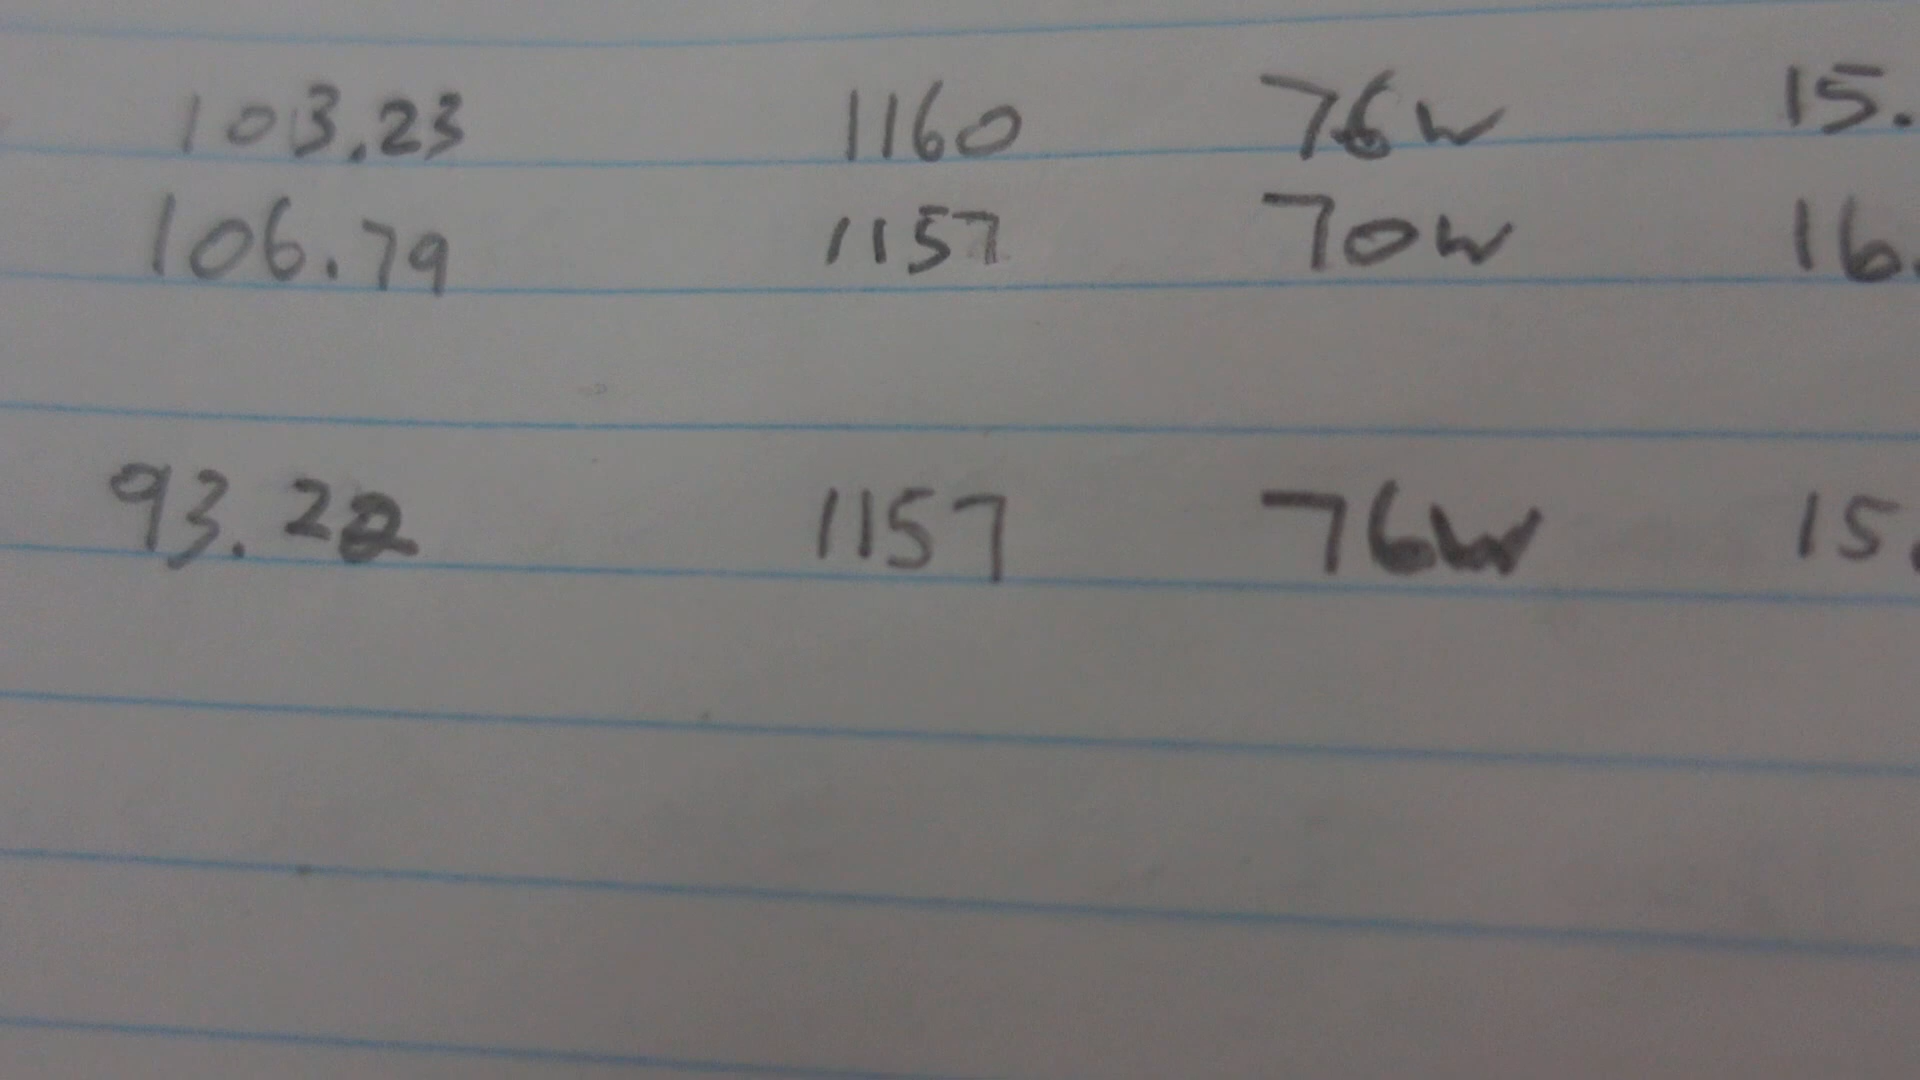 103.23 1160 76w 15.
106.79 1157 70w 16.
93.22 1157 76w 15.